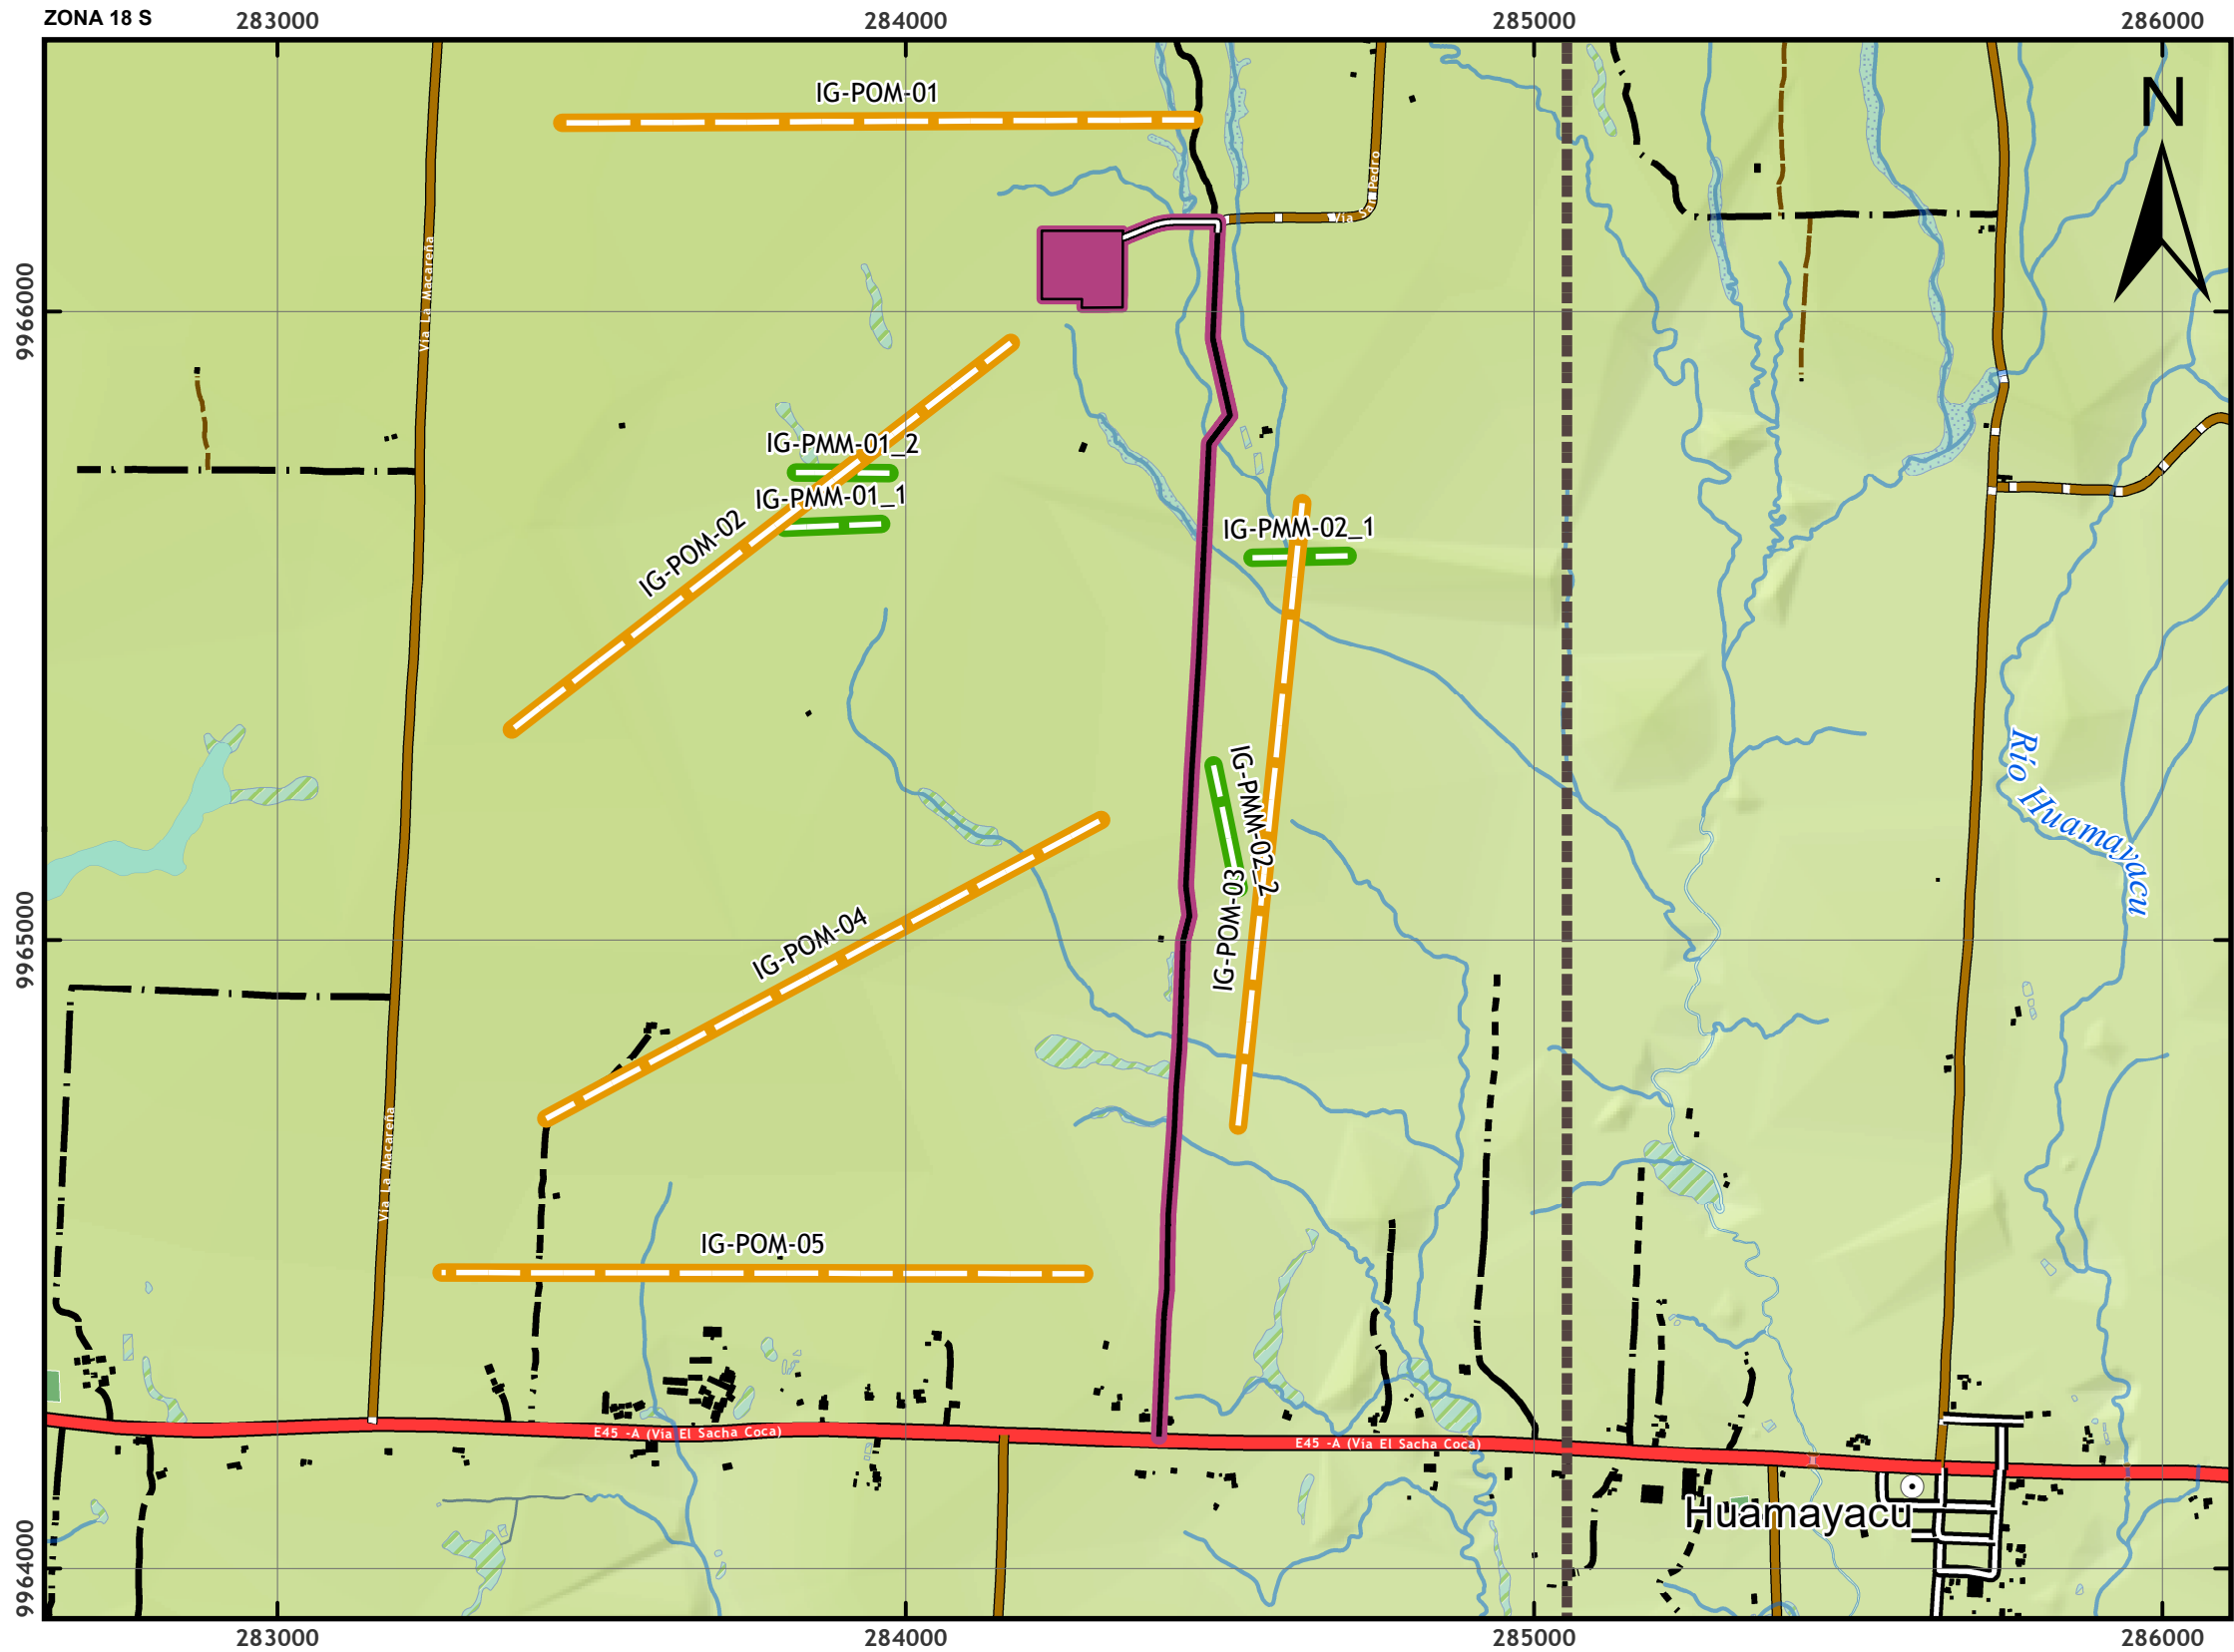 ZONA 18 S
283000
284000
285000
286000
N
IG-POM-01
Vía San Pedro
Vía La Macareña
9966000
IG-PMM-01_2
IG-PMM-01_1
IG-POM-02
IG-PMM-02_1
IG-PMM-02_2
IG-POM-03
Río Huamayacu
IG-POM-04
9965000
Vía La Macareña
IG-POM-05
E45 -A (Vía El Sacha Coca)
E45 -A (Vía El Sacha Coca)
Huamayacu
9964000
283000
284000
285000
286000